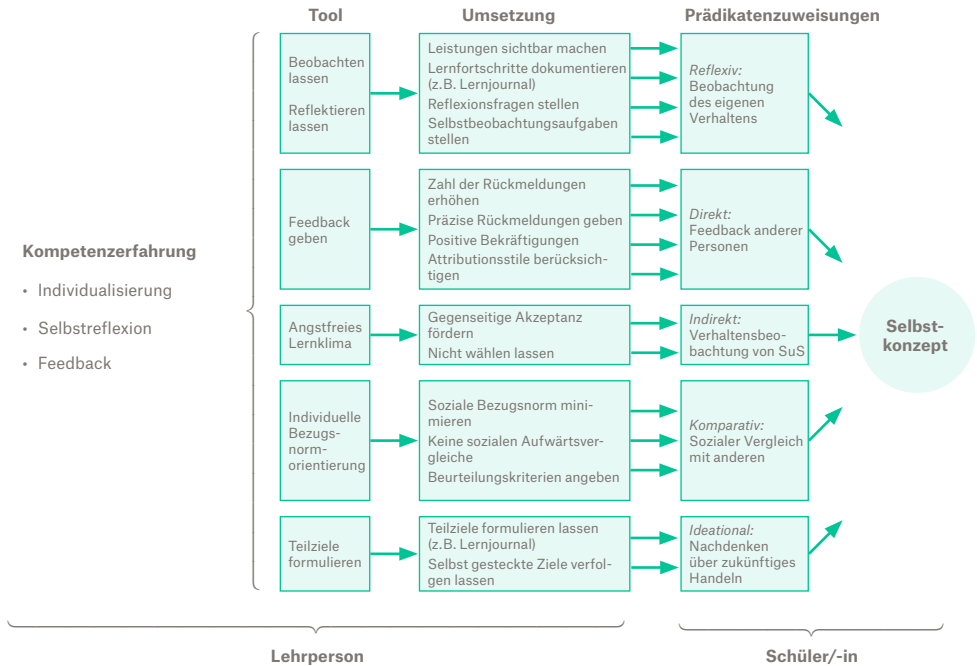 Tool
Umsetzung
Prädikatenzuweisungen
Kompetenzerfahrung
• Individualisierung
• Selbstreflexion
• Feedback
Beobachten
lassen
Reflektieren
lassen
Leistungen sichtbar machen
Lernfortschritte dokumentieren
(z.B. Lernjournal)
Reflexionsfragen stellen
Selbstbeobachtungsaufgaben
stellen
Reflexiv:
Beobachtung
des eigenen
Verhaltens
Feedback
geben
Zahl der Rückmeldungen
erhöhen
Präzise Rückmeldungen geben
Positive Bekräftigungen
Attributionsstile berücksich-
tigen
Direkt:
Feedback anderer
Personen
Angstfreies
Lernklima
Gegenseitige Akzeptanz
fördern
Nicht wählen lassen
Indirekt:
Verhaltensbeo-
bachtung von SuS
Individuelle
Bezugs-
norm-
orientierung
Soziale Bezugsnorm mini-
mieren
Keine sozialen Aufwärtsver-
gleiche
Beurteilungskriterien angeben
Komparativ:
Sozialer Vergleich
mit anderen
Teilziele
formulieren
Teilziele formulieren lassen
(z.B. Lernjournal)
Selbst gesteckte Ziele verfol-
gen lassen
Ideational:
Nachdenken
über zukünftiges
Handeln
Selbst-
konzept
Lehrperson
Schüler/-in